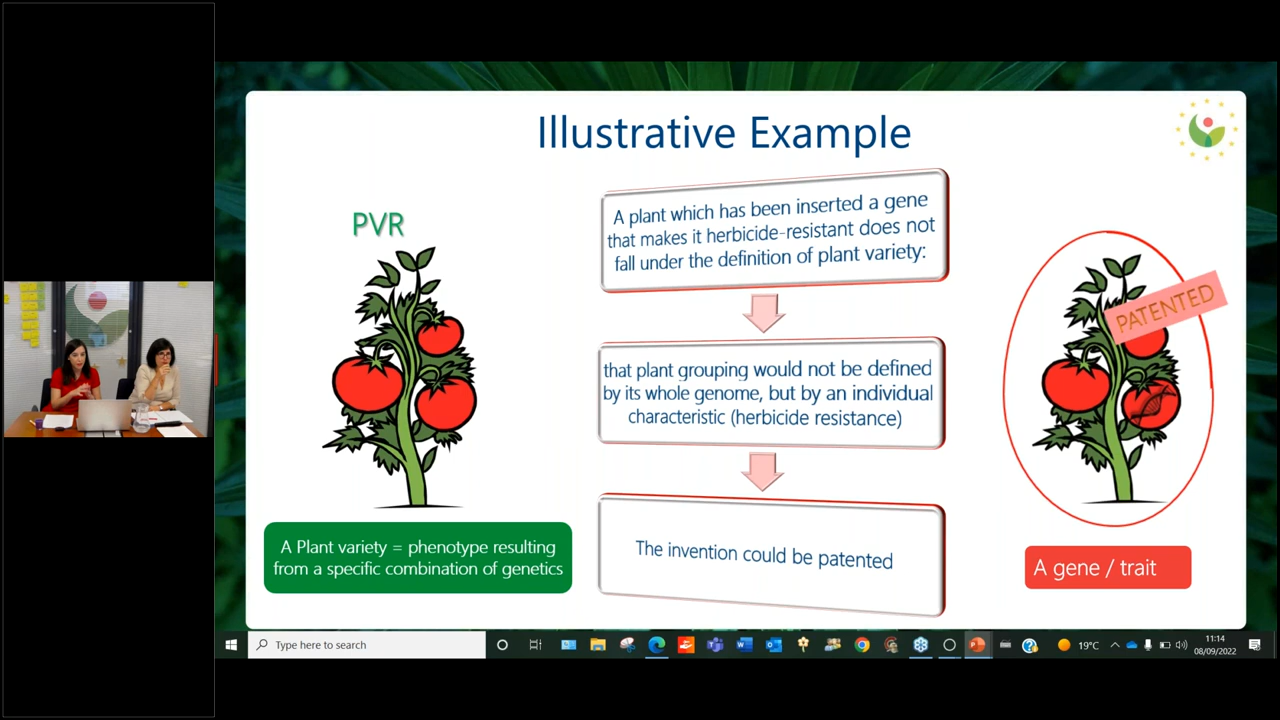 Illustrative Example
PVR
A plant which has been inserted a gene
that makes it herbicide-resistant does not
fall under the definition of plant variety:
that plant grouping would not be defined
by its whole genome, but by an individual
characteristic (herbicide resistance)
The invention could be patented
A Plant variety = phenotype resulting
from a specific combination of genetics
PATENTED
A gene / trait
Type here to search
19°C
11:14
08/09/2022